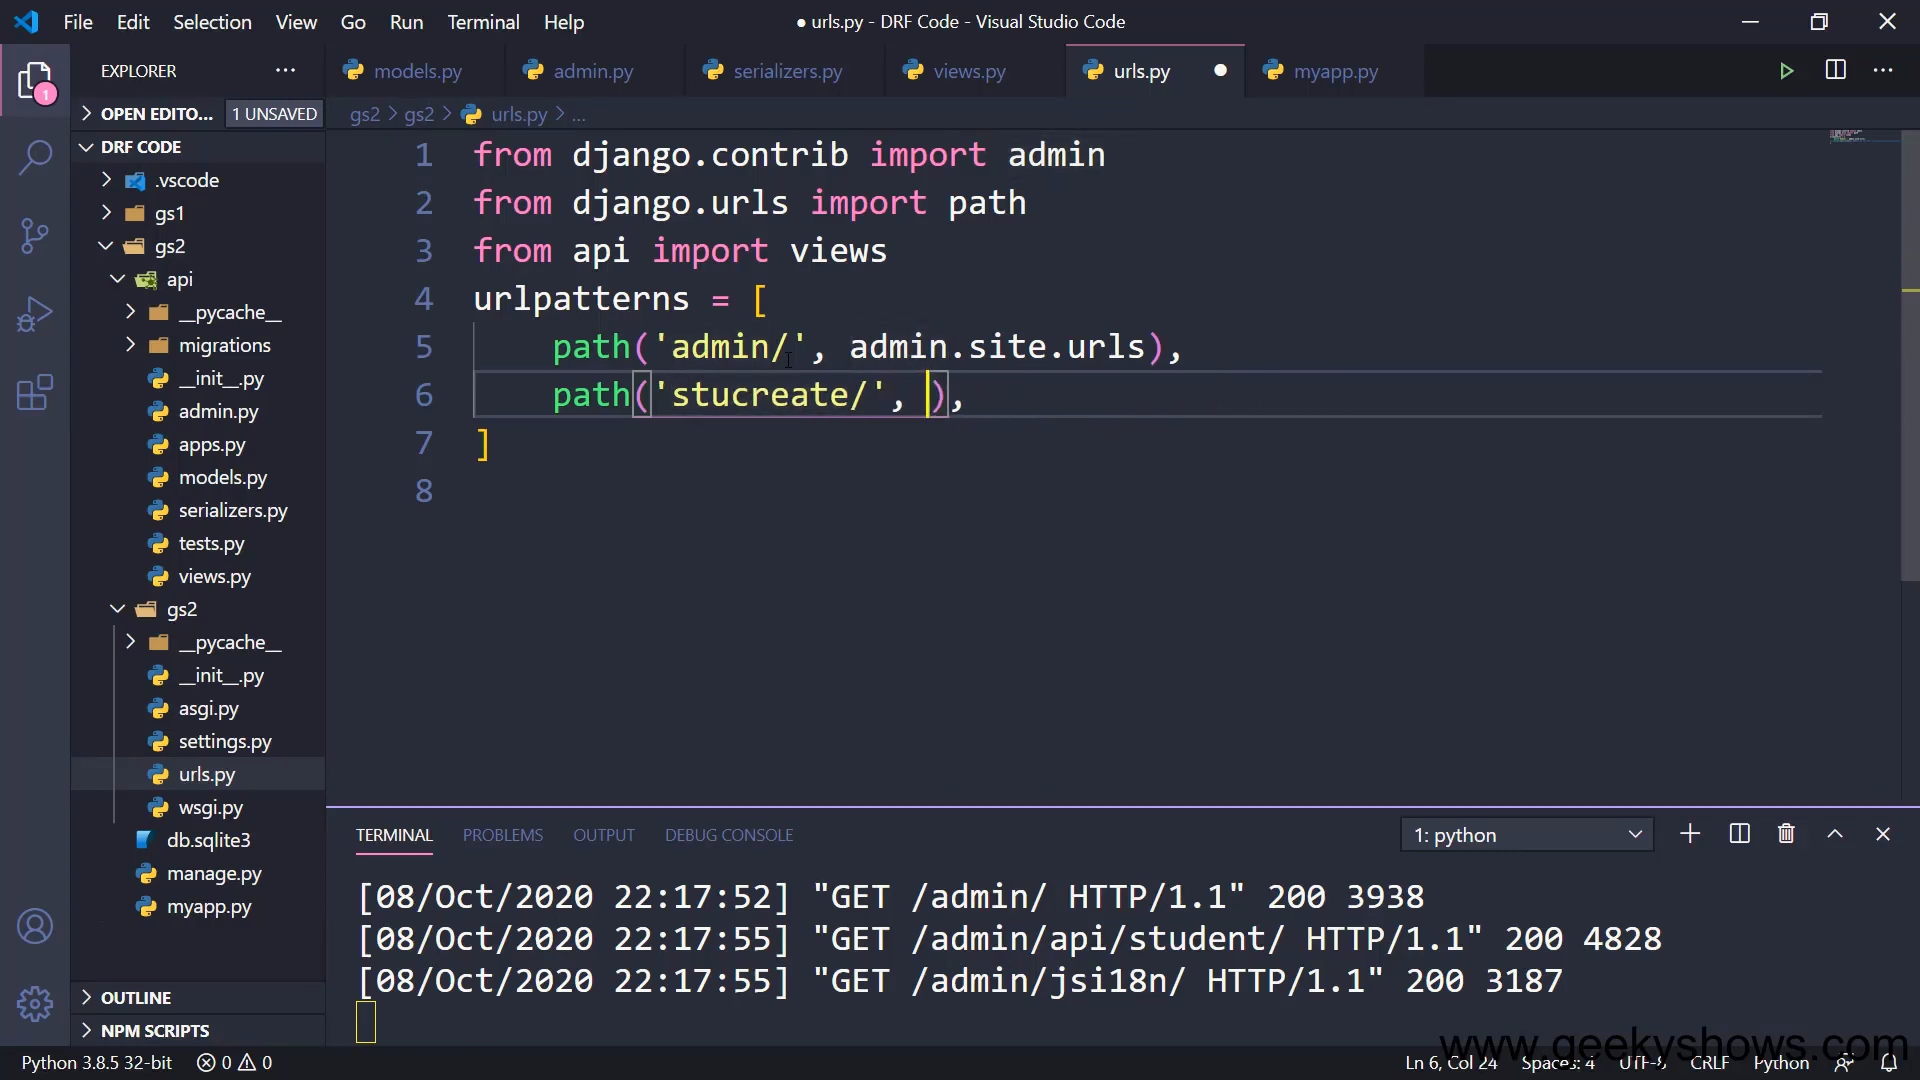 File Edit Selection View Go Run Terminal Help
● urls.py - DRF Code - Visual Studio Code
EXPLORER
models.py admin.py serializers.py views.py urls.py myapp.py
OPEN EDITO... 1 UNSAVED
gs2 > gs2 > urls.py > ...
DRF CODE
.vscode
gs1
gs2
api
__pycache__
migrations
__init__.py
admin.py
apps.py
models.py
serializers.py
tests.py
views.py
gs2
__pycache__
__init__.py
asgi.py
settings.py
urls.py
wsgi.py
db.sqlite3
manage.py
myapp.py
OUTLINE
NPM SCRIPTS
1 from django.contrib import admin
2 from django.urls import path
3 from api import views
4 urlpatterns = [
5 path('admin/', admin.site.urls),
6 path('stucreate/', ),
7 ]
8
TERMINAL PROBLEMS OUTPUT DEBUG CONSOLE 1: python
[08/Oct/2020 22:17:52] "GET /admin/ HTTP/1.1" 200 3938
[08/Oct/2020 22:17:55] "GET /admin/api/student/ HTTP/1.1" 200 4828
[08/Oct/2020 22:17:55] "GET /admin/jsi18n/ HTTP/1.1" 200 3187
www.geekyshows.com
Python 3.8.5 32-bit 0 0 Ln 6, Col 24 Spaces: 4 UTF-8 CRLF Python
1